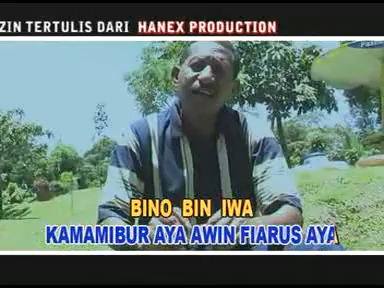 ZIN TERTULIS DARI HANEX PRODUCTION
BINO BIN IWA
KAMAMIBUR AYA AWIN FIARUS AYA